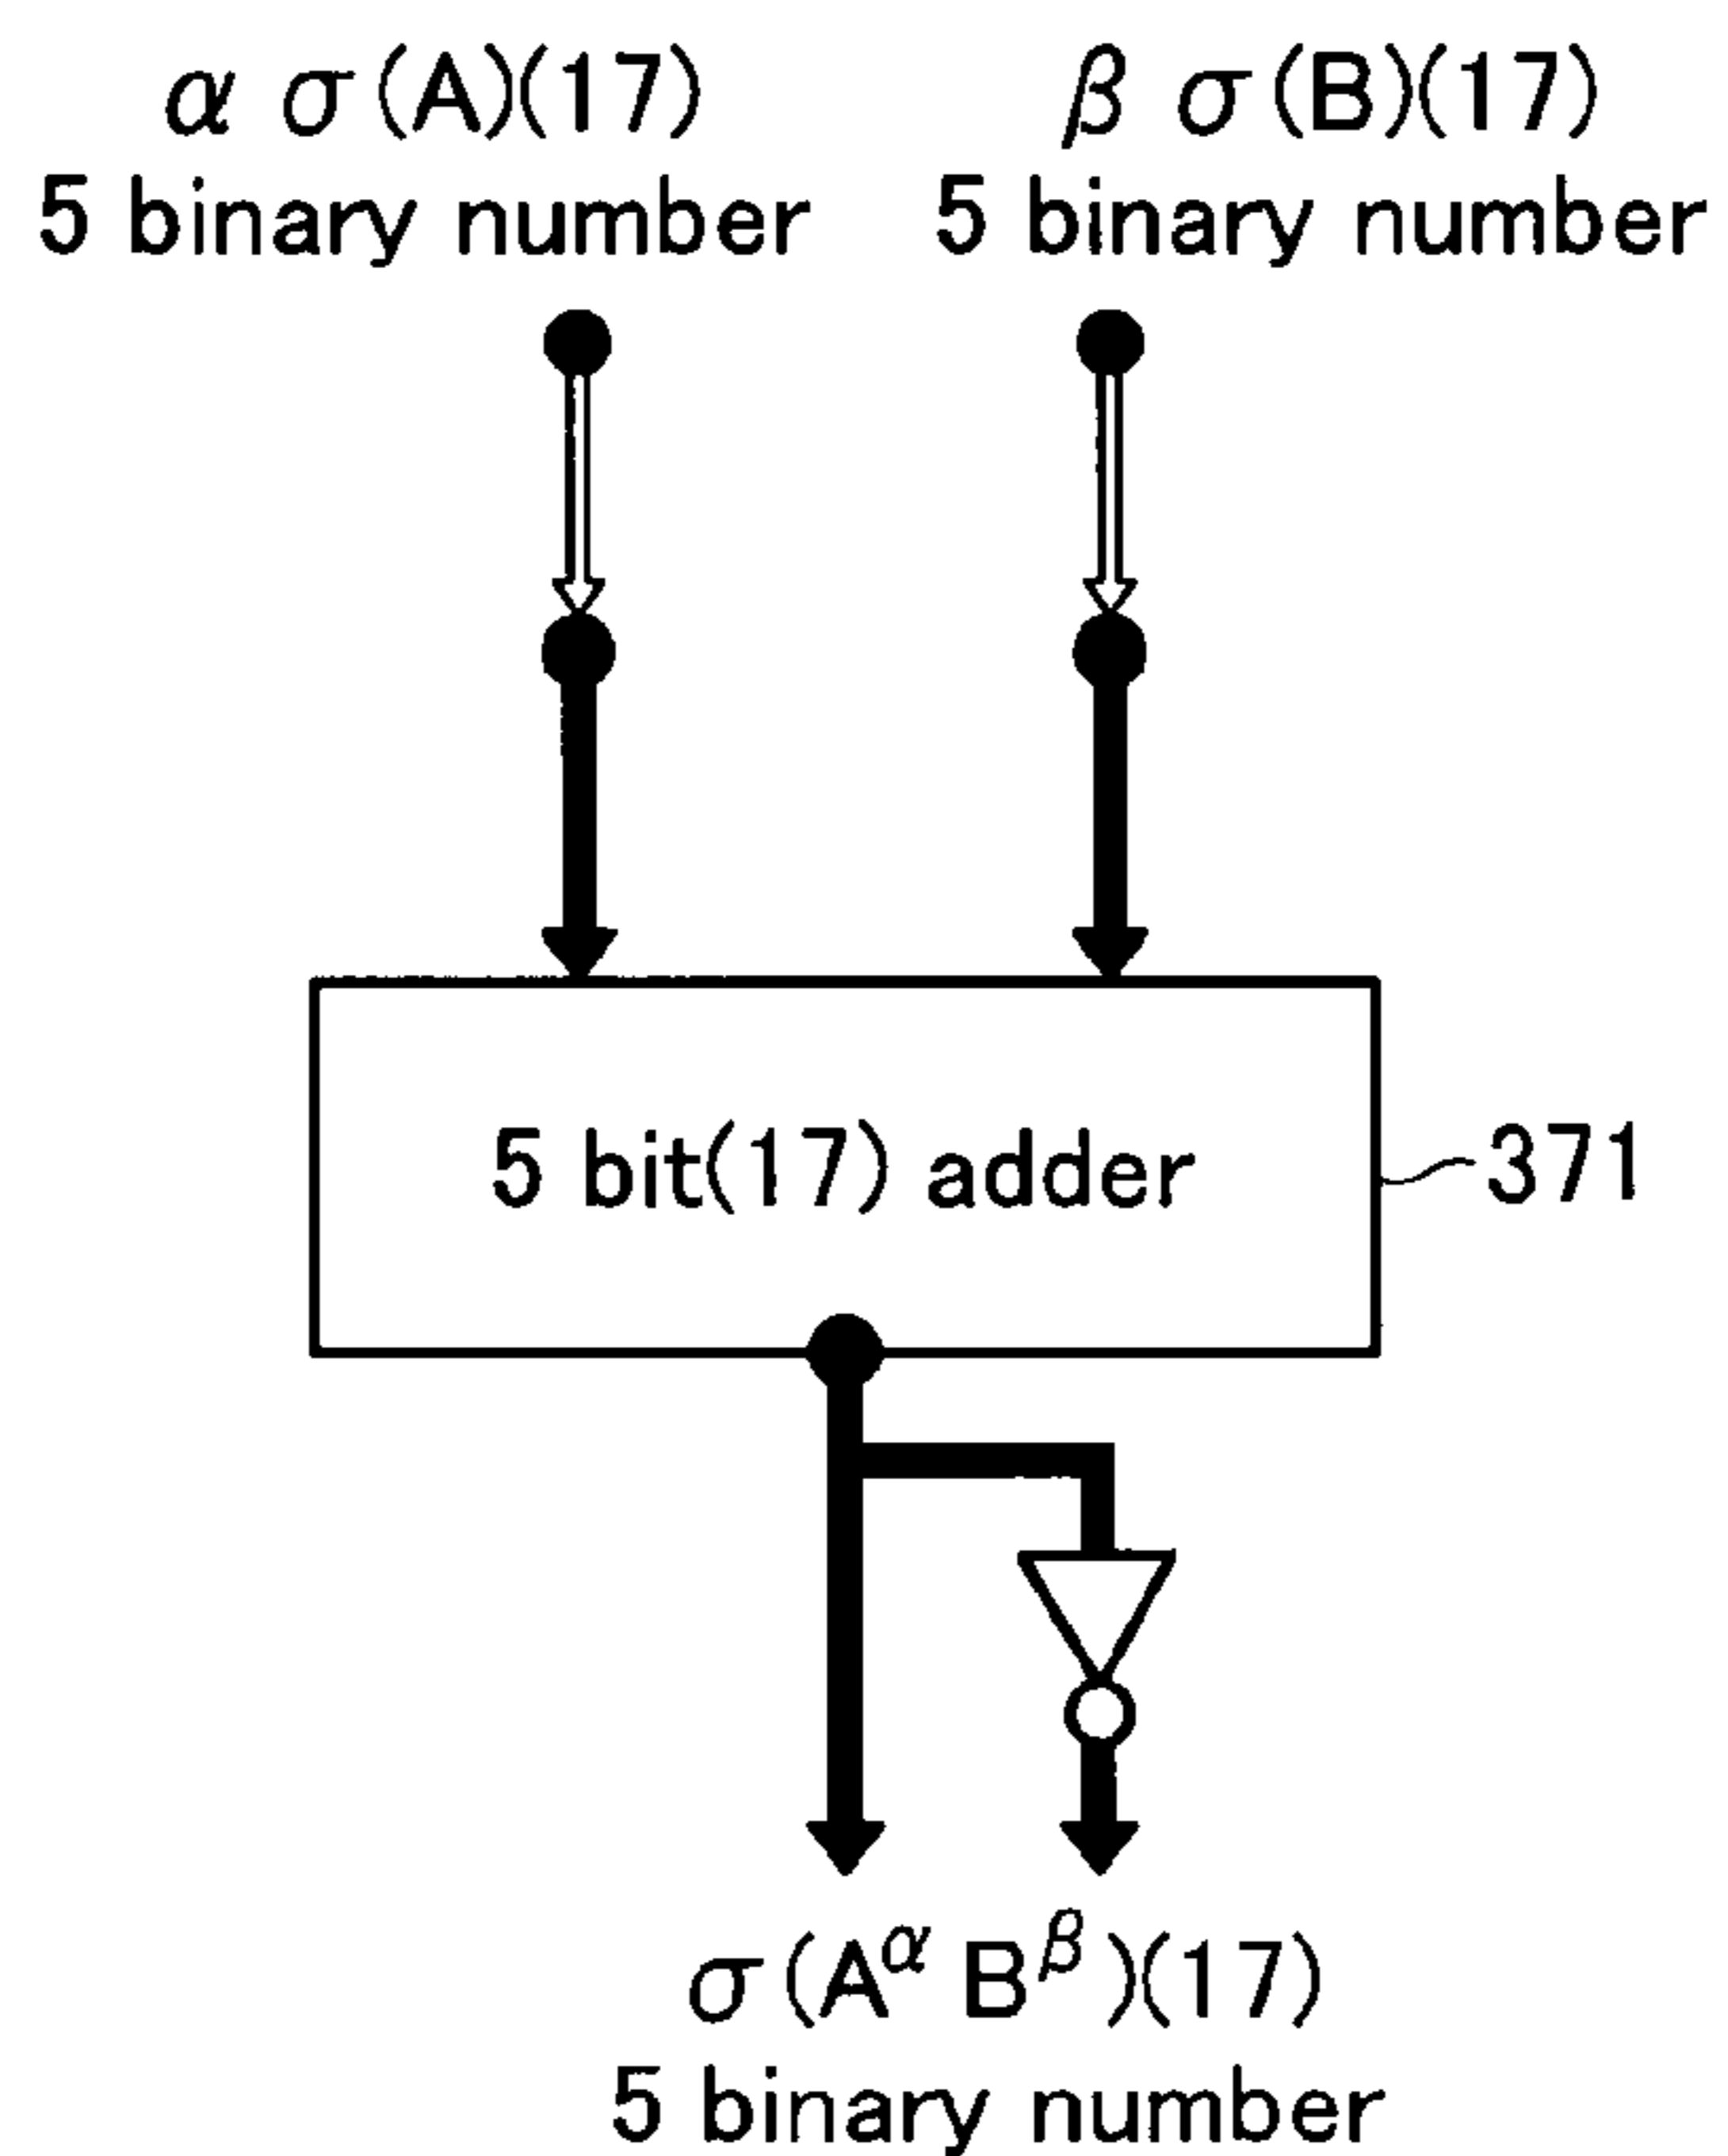 α σ(A)(17)
5 binary number
β σ(B)(17)
5 binary number
5 bit(17) adder
371
σ(A^α B^β)(17)
5 binary number